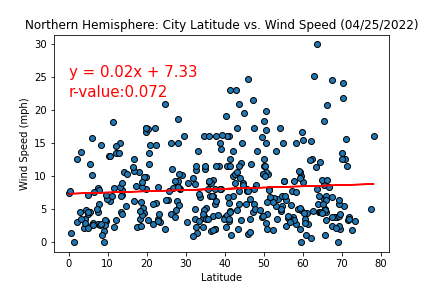 Northern Hemisphere: City Latitude vs. Wind Speed (04/25/2022)
30
25
20
15
10
5
0
Wind Speed (mph)
y = 0.02x + 7.33
r-value:0.072
0 10 20 30 40 50 60 70 80
Latitude